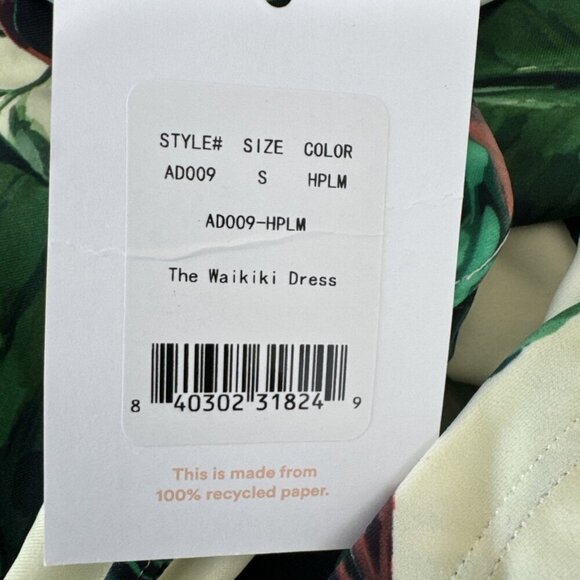 STYLE# SIZE COLOR
AD009 S HPLM
AD009-HPLM
The Waikiki Dress
8 40302 31824 9
This is made from
100% recycled paper.